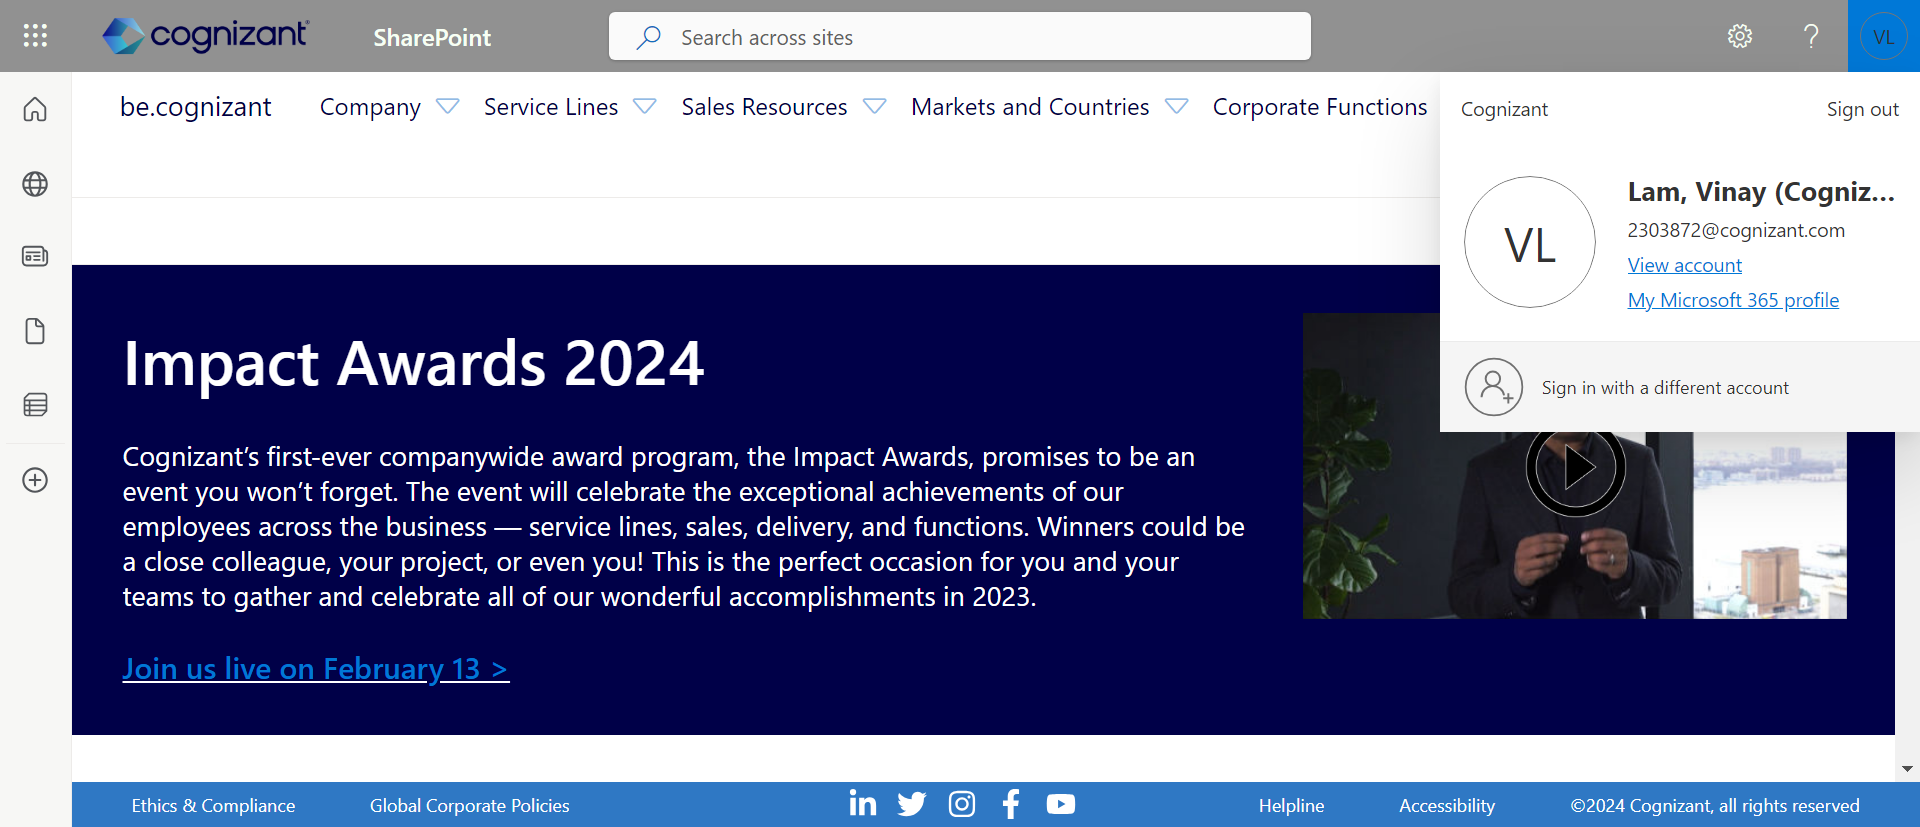 cognizant
SharePoint
Search across sites
VL
be.cognizant
Company
Service Lines
Sales Resources
Markets and Countries
Corporate Functions
Cognizant
Sign out
VL
Lam, Vinay (Cogniz...
2303872@cognizant.com
View account
My Microsoft 365 profile
Sign in with a different account
Impact Awards 2024
Cognizant’s first-ever companywide award program, the Impact Awards, promises to be an
event you won’t forget. The event will celebrate the exceptional achievements of our
employees across the business — service lines, sales, delivery, and functions. Winners could be
a close colleague, your project, or even you! This is the perfect occasion for you and your
teams to gather and celebrate all of our wonderful accomplishments in 2023.
Join us live on February 13 >
Ethics & Compliance
Global Corporate Policies
Helpline
Accessibility
©2024 Cognizant, all rights reserved